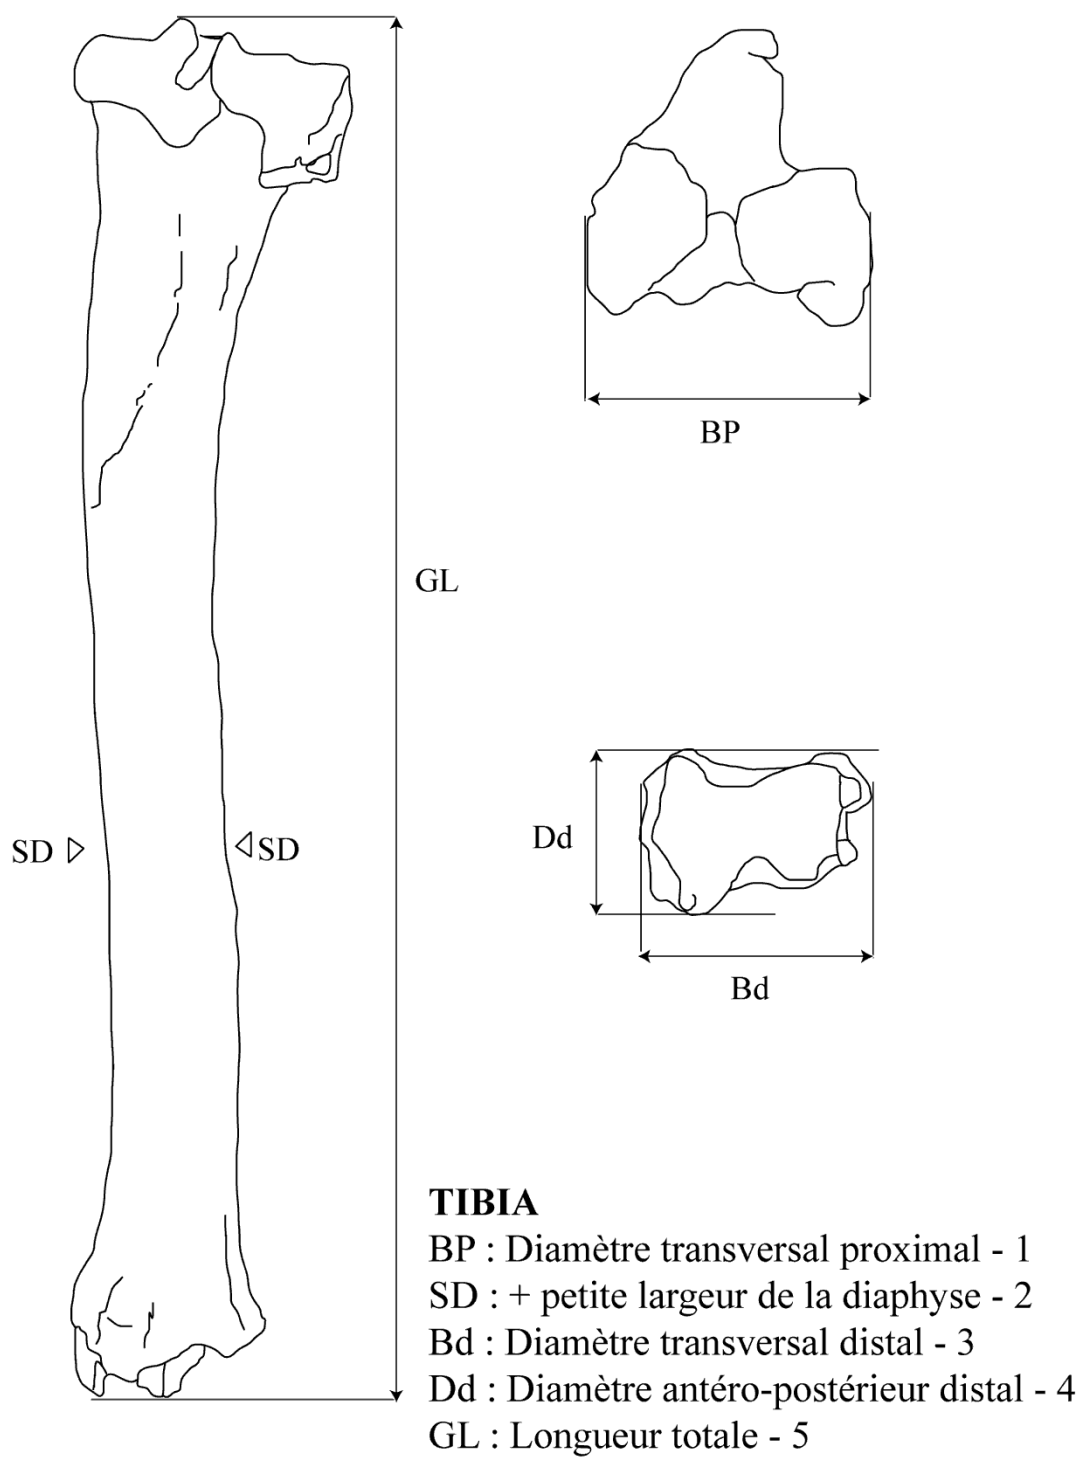 BP
GL
SD
SD
Dd
Bd
TIBIA
BP : Diamètre transversal proximal - 1
SD : + petite largeur de la diaphyse - 2
Bd : Diamètre transversal distal - 3
Dd : Diamètre antéro-postérieur distal - 4
GL : Longueur totale - 5